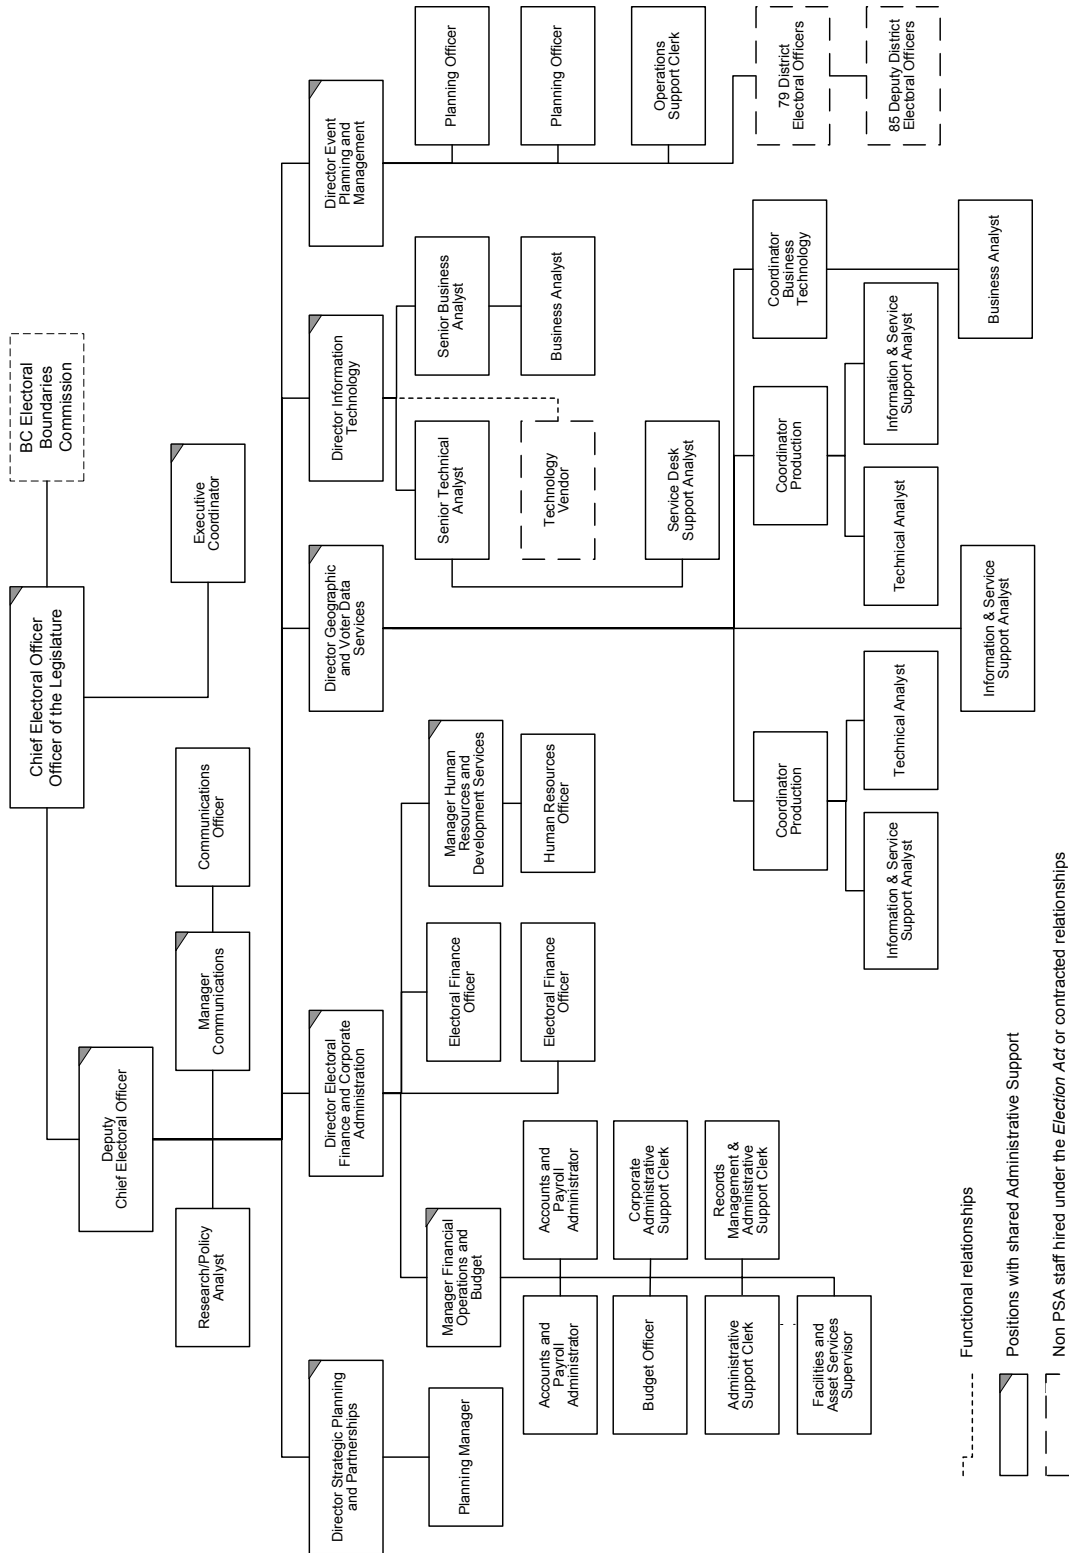 BC Electoral
Boundaries
Commission
Chief Electoral Officer
Officer of the Legislature
Executive
Coordinator
Deputy
Chief Electoral Officer
Research/Policy
Analyst
Manager
Communications
Communications
Officer
Director Strategic Planning
and Partnerships
Director Electoral
Finance and Corporate
Administration
Director Geographic
and Voter Data
Services
Director Information
Technology
Director Event
Planning and
Management
Planning Manager
Manager Financial
Operations and
Budget
Electoral Finance
Officer
Manager Human
Resources and
Development Services
Senior Technical
Analyst
Senior Business
Analyst
Planning Officer
Accounts and
Payroll
Administrator
Accounts and
Payroll
Administrator
Electoral Finance
Officer
Human Resources
Officer
Technology
Vendor
Business Analyst
Planning Officer
Budget Officer
Corporate
Administrative
Support Clerk
Service Desk
Support Analyst
Operations
Support Clerk
Administrative
Support Clerk
Records
Management &
Administrative
Support Clerk
Facilities and
Asset Services
Supervisor
Coordinator
Production
Coordinator
Production
Coordinator
Business
Technology
79 District
Electoral Officers
Information & Service
Support Analyst
Technical Analyst
Technical Analyst
Information & Service
Support Analyst
85 Deputy District
Electoral Officers
Information & Service
Support Analyst
Business Analyst
Functional relationships
Positions with shared Administrative Support
Non PSA staff hired under the Election Act or contracted relationships